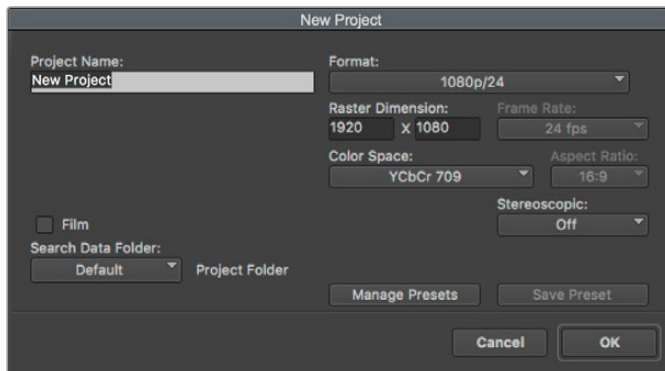 New Project
Project Name:
New Project
Format:
1080p/24
Raster Dimension:
Frame Rate:
1920 X 1080
24 fps
Color Space:
Aspect Ratio:
YCbCr 709
16:9
Stereoscopic:
Off
Film
Search Data Folder:
Default
Project Folder
Manage Presets
Save Preset
Cancel
OK